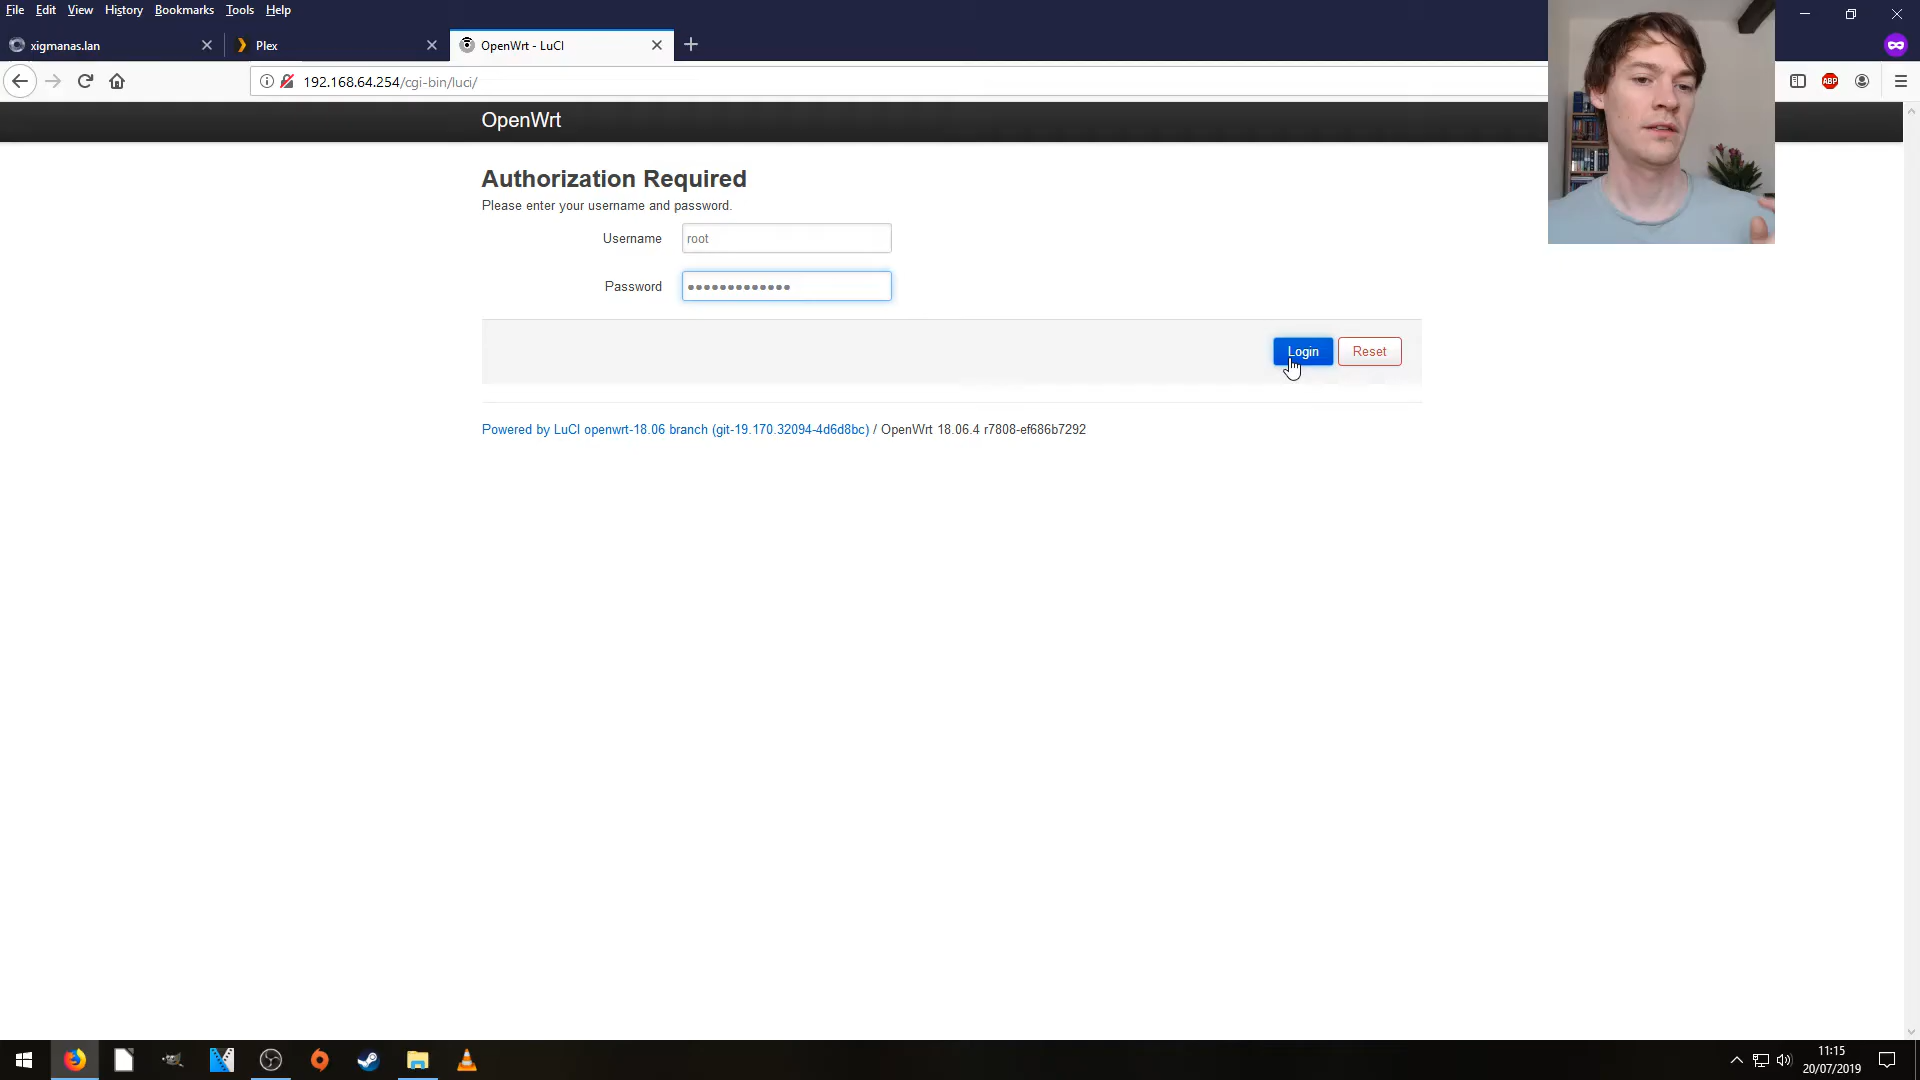 File Edit View History Bookmarks Tools Help
xigmanas.lan
Plex
OpenWrt - LuCI
192.168.64.254/cgi-bin/luci/
ABP
OpenWrt
Authorization Required
Please enter your username and password.
Username root
Password •••••••••••••
Login Reset
Powered by LuCI openwrt-18.06 branch (git-19.170.32094-4d6d8bc) / OpenWrt 18.06.4 r7808-ef686b7292
11:15
20/07/2019